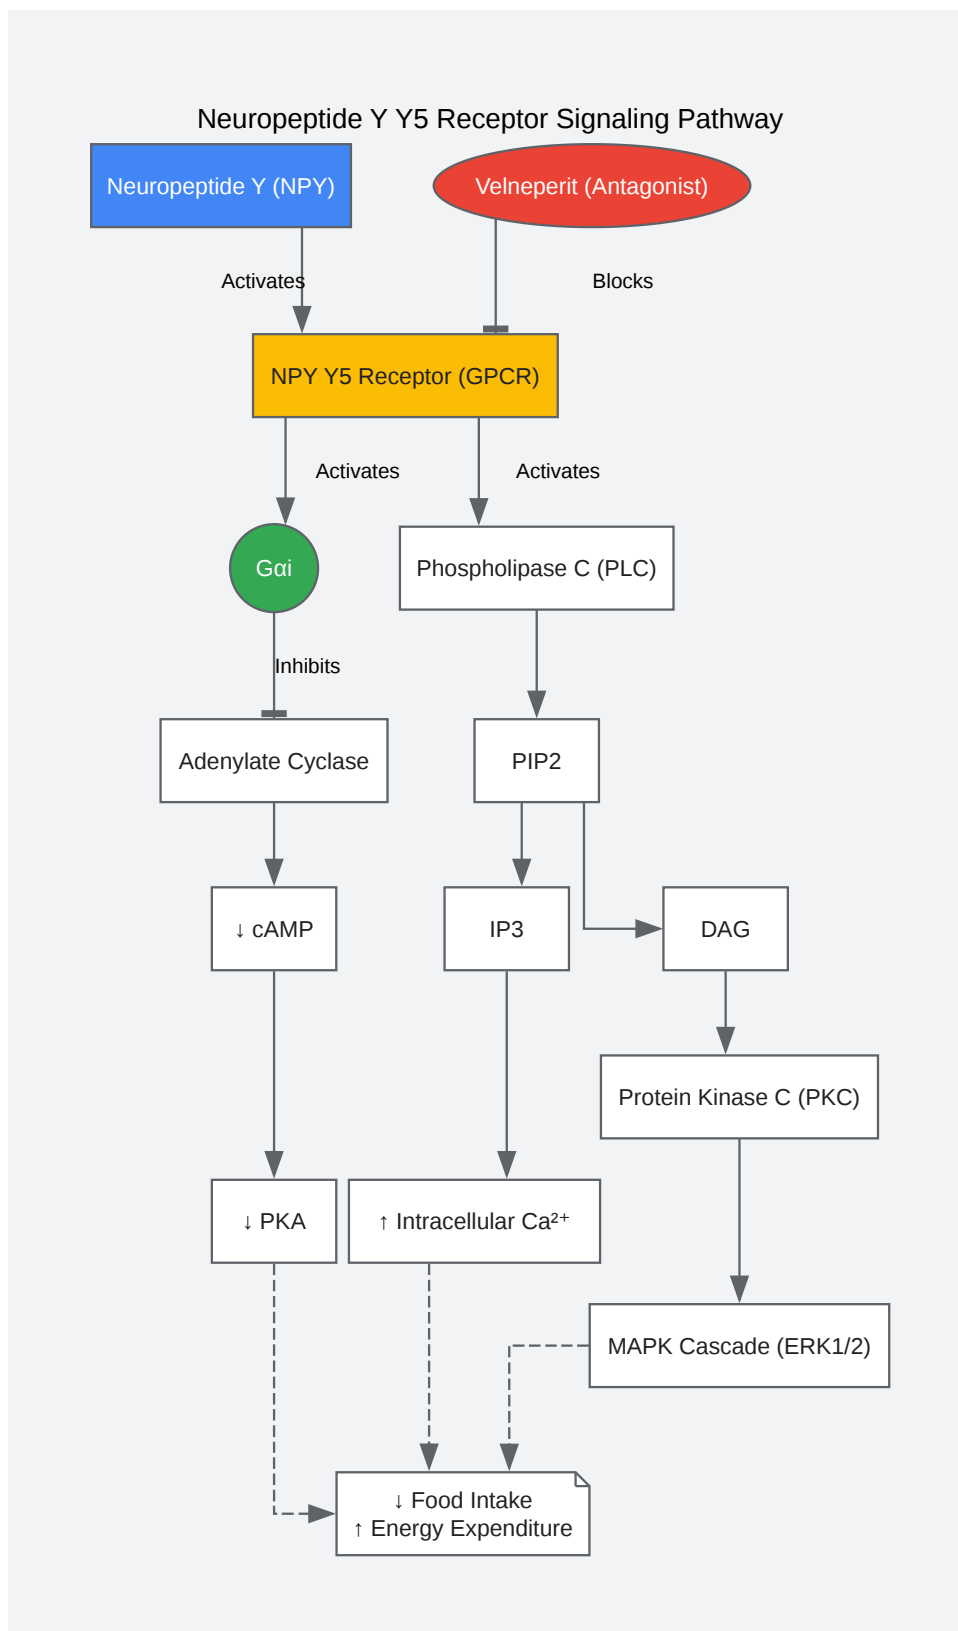 Neuropeptide Y Y5 Receptor Signaling Pathway
Neuropeptide Y (NPY)
Velneperit (Antagonist)
Activates
Blocks
NPY Y5 Receptor (GPCR)
Activates
Activates
Gαi
Phospholipase C (PLC)
Inhibits
Adenylate Cyclase
PIP2
↓ cAMP
IP3
DAG
Protein Kinase C (PKC)
↓ PKA
↑ Intracellular Ca²⁺
MAPK Cascade (ERK1/2)
↓ Food Intake
↑ Energy Expenditure